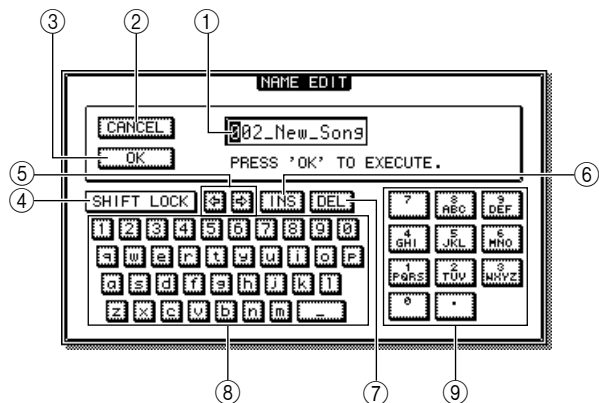 ③ ② ①
NAME EDIT
CANCEL
002_New_Song
OK
PRESS 'OK' TO EXECUTE.
⑤ ⑥
④ SHIFT LOCK INS DEL
1 2 3 4 5 6 7 8 9 0
q w e r t y u i o p
a s d f g h j k l
z x c v b n m _
7 8 ABC 9 DEF
4 GHI 5 JKL 6 MNO
1 PQRS 2 TUV 3 WXYZ
0 .
⑧ ⑦ ⑨